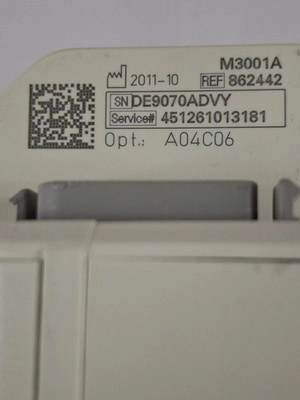 M3001A
2011-10 REF 862442
SN DE9070ADVY
Service# 451261013181
Opt.: A04C06